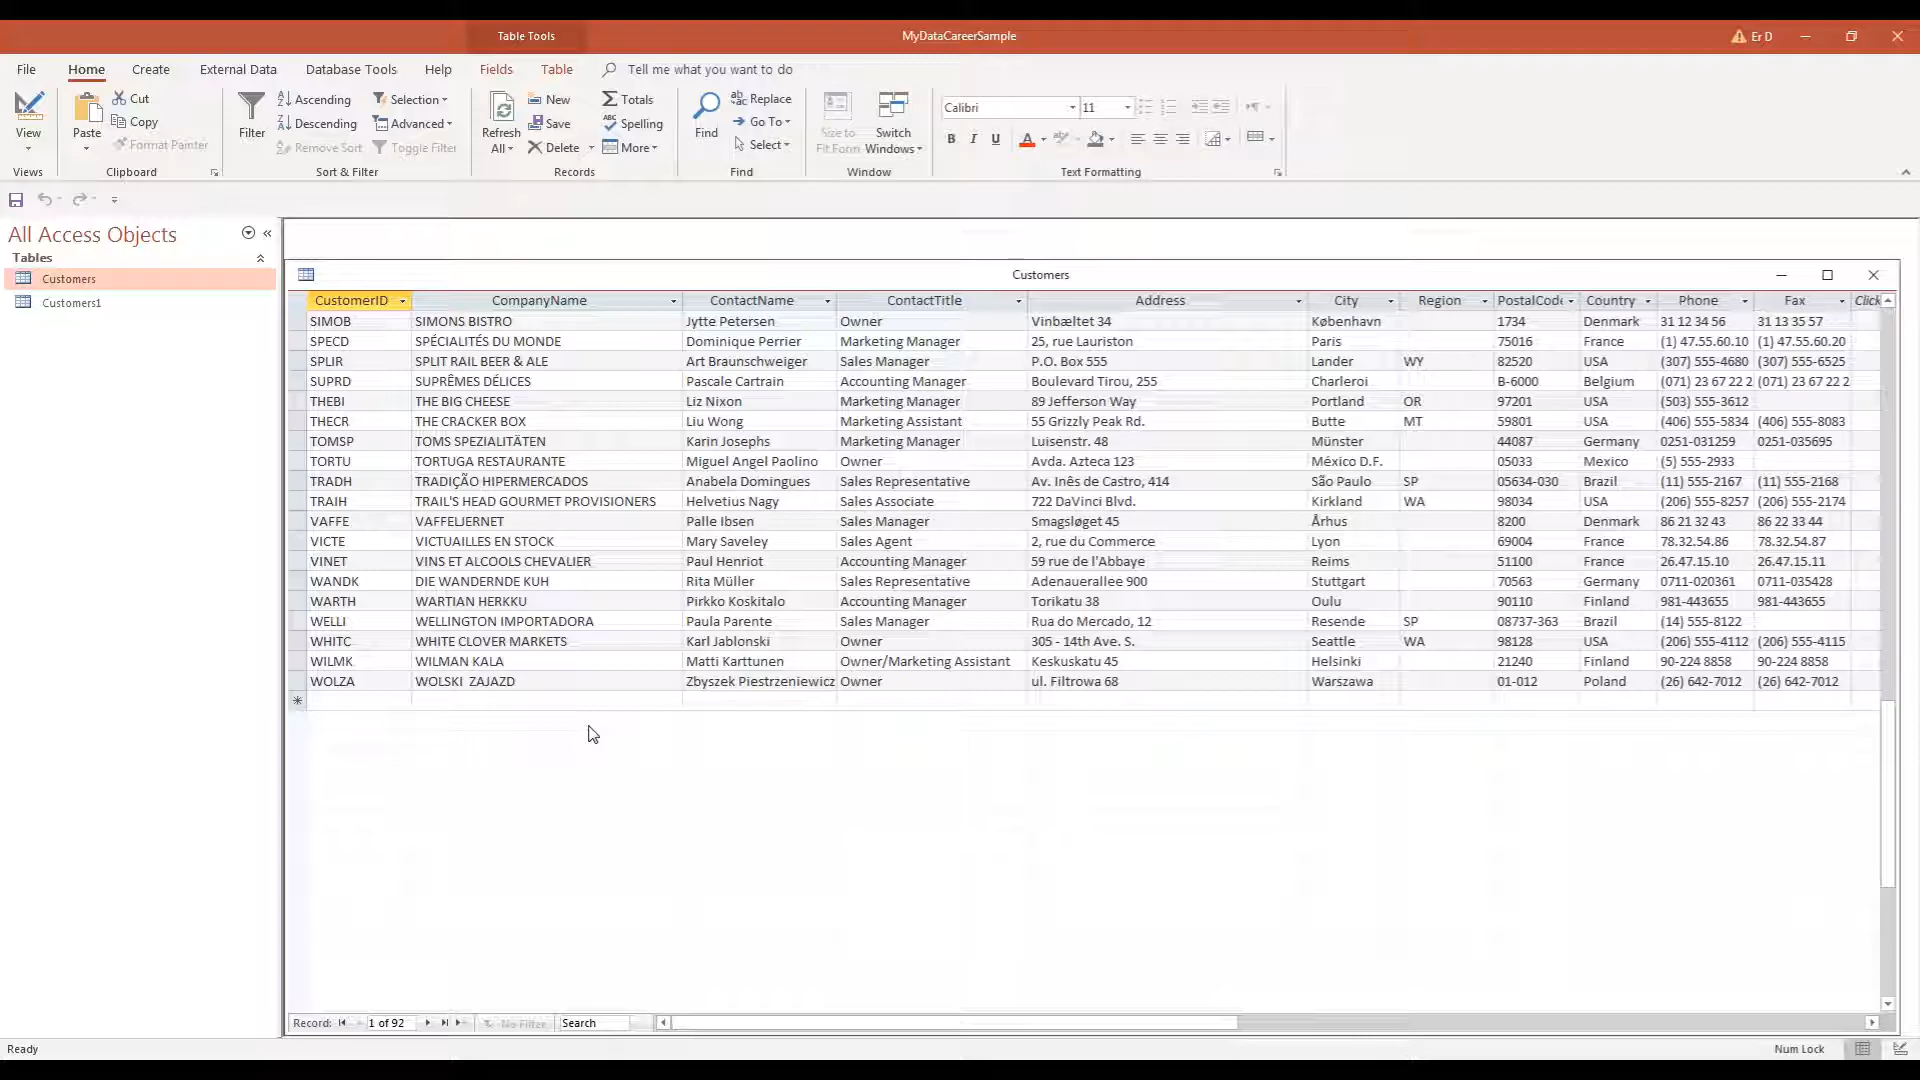 Table Tools
MyDataCareerSample
Er D
File Home Create External Data Database Tools Help Fields Table Tell me what you want to do
View
Views
Paste
Cut
Copy
Format Painter
Clipboard
Filter
Ascending
Descending
Remove Sort
Selection
Advanced
Toggle Filter
Sort & Filter
Refresh All
New
Save
Delete
Totals
Spelling
More
Records
Find
Replace
Go To
Select
Find
Size to Fit Form
Switch Windows
Window
Calibri 11
B I U A
Text Formatting
All Access Objects
Tables
Customers
Customers1
Customers
CustomerID CompanyName ContactName ContactTitle Address City Region PostalCode Country Phone Fax Click
SIMOB SIMONS BISTRO Jytte Petersen Owner Vinbæltet 34 København 1734 Denmark 31 12 34 56 31 13 35 57
SPECD SPÉCIALITÉS DU MONDE Dominique Perrier Marketing Manager 25, rue Lauriston Paris 75016 France (1) 47.55.60.10 (1) 47.55.60.20
SPLIR SPLIT RAIL BEER & ALE Art Braunschweiger Sales Manager P.O. Box 555 Lander WY 82520 USA (307) 555-4680 (307) 555-6525
SUPRD SUPRÊMES DÉLICES Pascale Cartrain Accounting Manager Boulevard Tirou, 255 Charleroi B-6000 Belgium (071) 23 67 22 2 (071) 23 67 22 2
THEBI THE BIG CHEESE Liz Nixon Marketing Manager 89 Jefferson Way Portland OR 97201 USA (503) 555-3612
THECR THE CRACKER BOX Liu Wong Marketing Assistant 55 Grizzly Peak Rd. Butte MT 59801 USA (406) 555-5834 (406) 555-8083
TOMSP TOMS SPEZIALITÄTEN Karin Josephs Marketing Manager Luisenstr. 48 Münster 44087 Germany 0251-031259 0251-035695
TORTU TORTUGA RESTAURANTE Miguel Angel Paolino Owner Avda. Azteca 123 México D.F. 05033 Mexico (5) 555-2933
TRADH TRADIÇÃO HIPERMERCADOS Anabela Domingues Sales Representative Av. Inês de Castro, 414 São Paulo SP 05634-030 Brazil (11) 555-2167 (11) 555-2168
TRAIH TRAIL'S HEAD GOURMET PROVISIONERS Helvetius Nagy Sales Associate 722 DaVinci Blvd. Kirkland WA 98034 USA (206) 555-8257 (206) 555-2174
VAFFE VAFFELJERNET Palle Ibsen Sales Manager Smagsløget 45 Århus 8200 Denmark 86 21 32 43 86 22 33 44
VICTE VICTUAILLES EN STOCK Mary Saveley Sales Agent 2, rue du Commerce Lyon 69004 France 78.32.54.86 78.32.54.87
VINET VINS ET ALCOOLS CHEVALIER Paul Henriot Accounting Manager 59 rue de l'Abbaye Reims 51100 France 26.47.15.10 26.47.15.11
WANDK DIE WANDERNDE KUH Rita Müller Sales Representative Adenauerallee 900 Stuttgart 70563 Germany 0711-020361 0711-035428
WARTH WARTIAN HERKKU Pirkko Koskitalo Accounting Manager Torikatu 38 Oulu 90110 Finland 981-443655 981-443655
WELLI WELLINGTON IMPORTADORA Paula Parente Sales Manager Rua do Mercado, 12 Resende SP 08737-363 Brazil (14) 555-8122
WHITC WHITE CLOVER MARKETS Karl Jablonski Owner 305 - 14th Ave. S. Seattle WA 98128 USA (206) 555-4112 (206) 555-4115
WILMK WILMAN KALA Matti Karttunen Owner/Marketing Assistant Keskuskatu 45 Helsinki 21240 Finland 90-224 8858 90-224 8858
WOLZA WOLSKI ZAJAZD Zbyszek Piestrzeniewicz Owner ul. Filtrowa 68 Warszawa 01-012 Poland (26) 642-7012 (26) 642-7012
Record: 1 of 92 No Filter Search
Ready
Num Lock